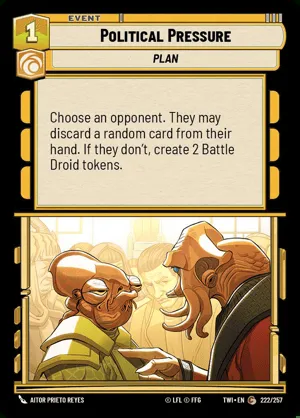 EVENT
1
POLITICAL PRESSURE
PLAN
Choose an opponent. They may
discard a random card from their
hand. If they don't, create 2 Battle
Droid tokens.
AITOR PRIETO REYES
© LFL © FFG
TWI • EN C 222/257